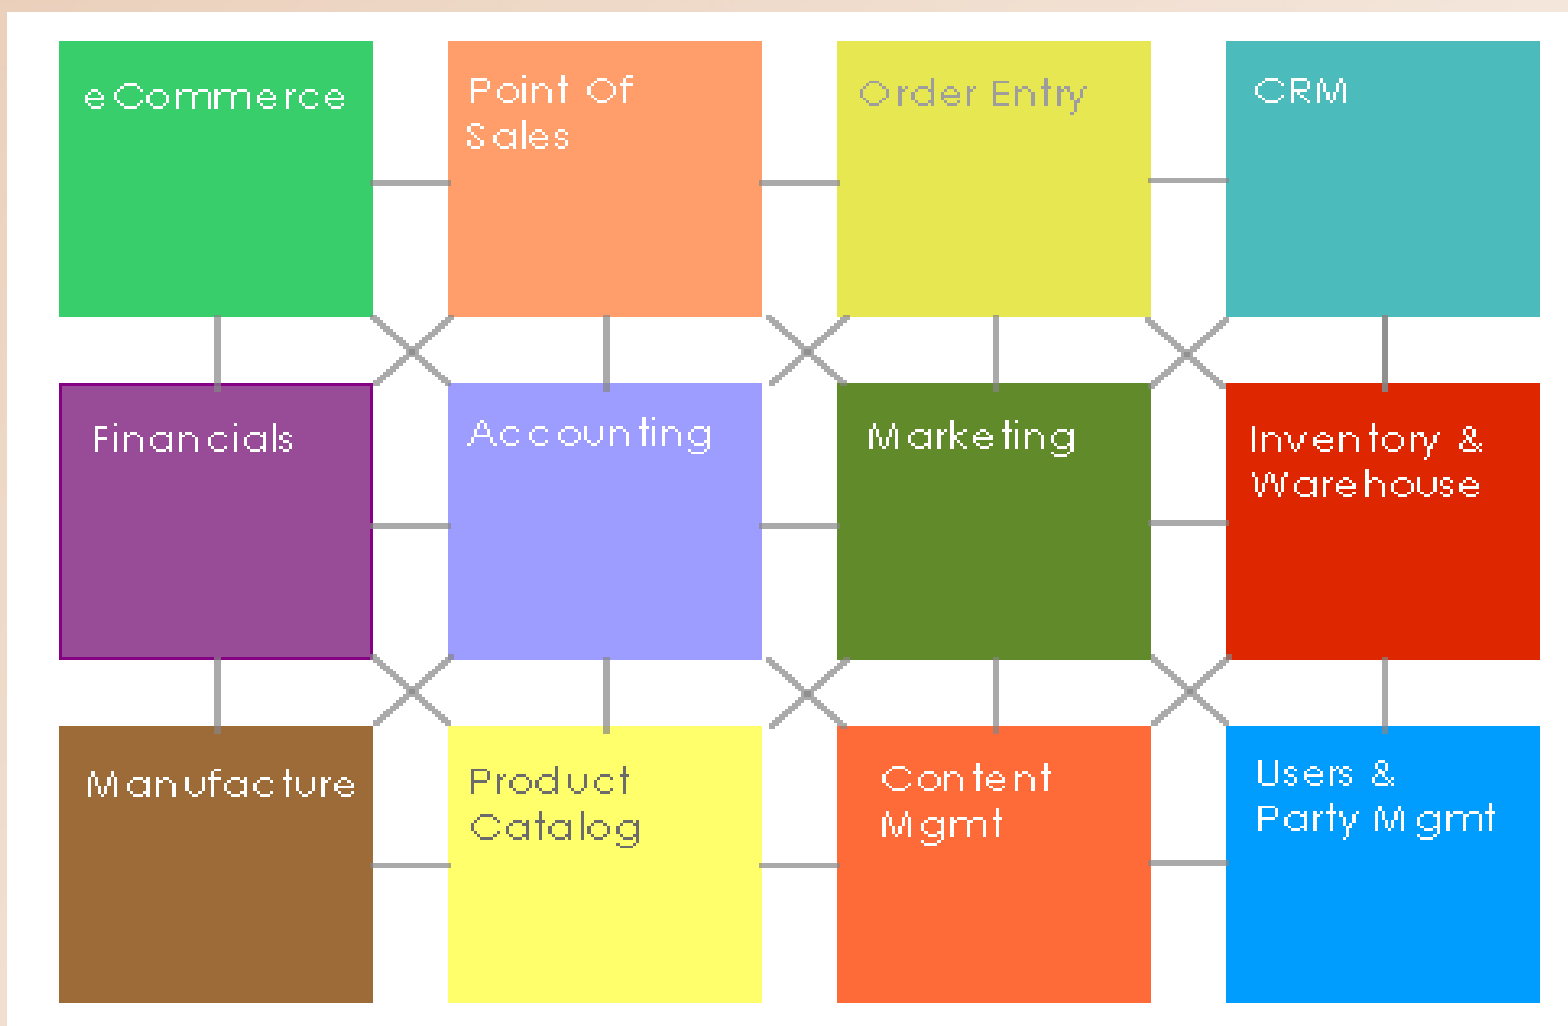 eCommerce
Point Of
Sales
Order Entry
CRM
Financials
Accounting
Marketing
Inventory &
Warehouse
Manufacture
Product
Catalog
Content
Mgmt
Users &
Party Mgmt